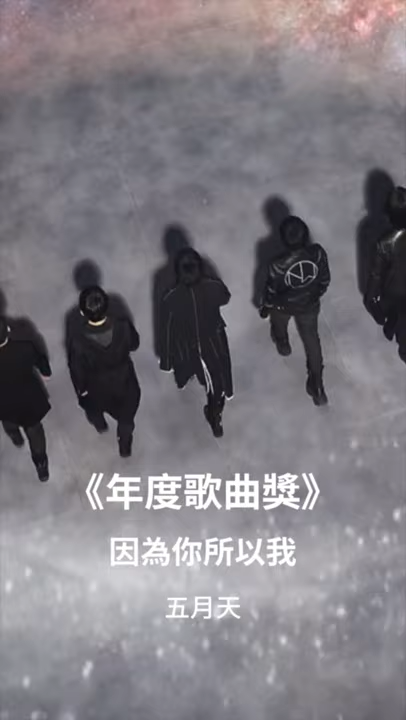 《年度歌曲獎》
因為你所以我
五月天